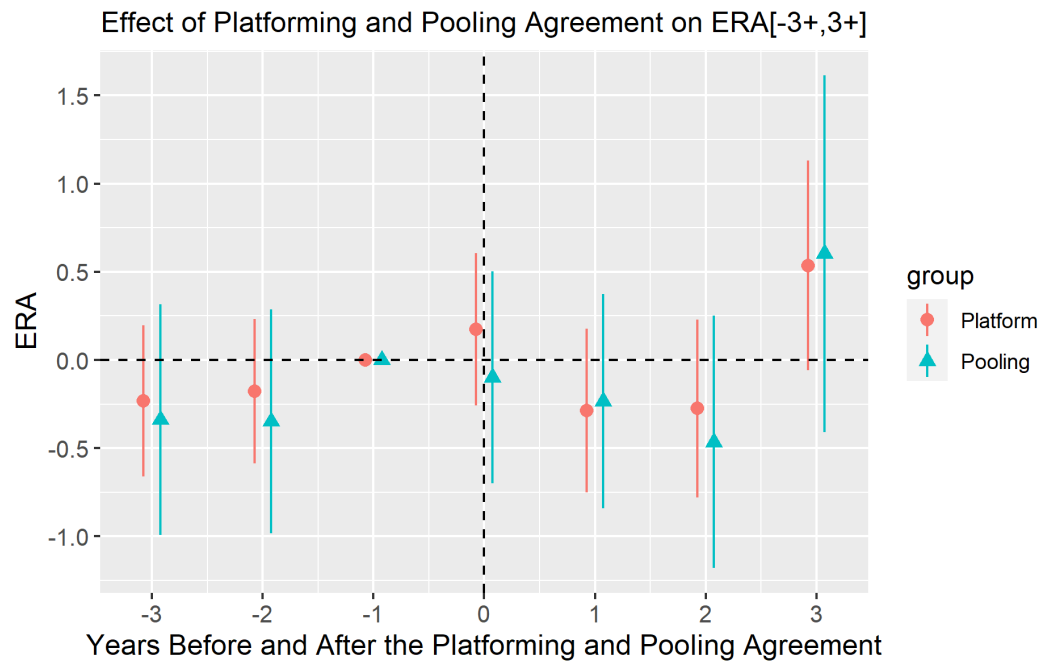 Effect of Platforming and Pooling Agreement on ERA[-3+,3+]
1.5
1.0
0.5
0.0
-0.5
-1.0
ERA
-3 -2 -1 0 1 2 3
Years Before and After the Platforming and Pooling Agreement
group
Platform
Pooling